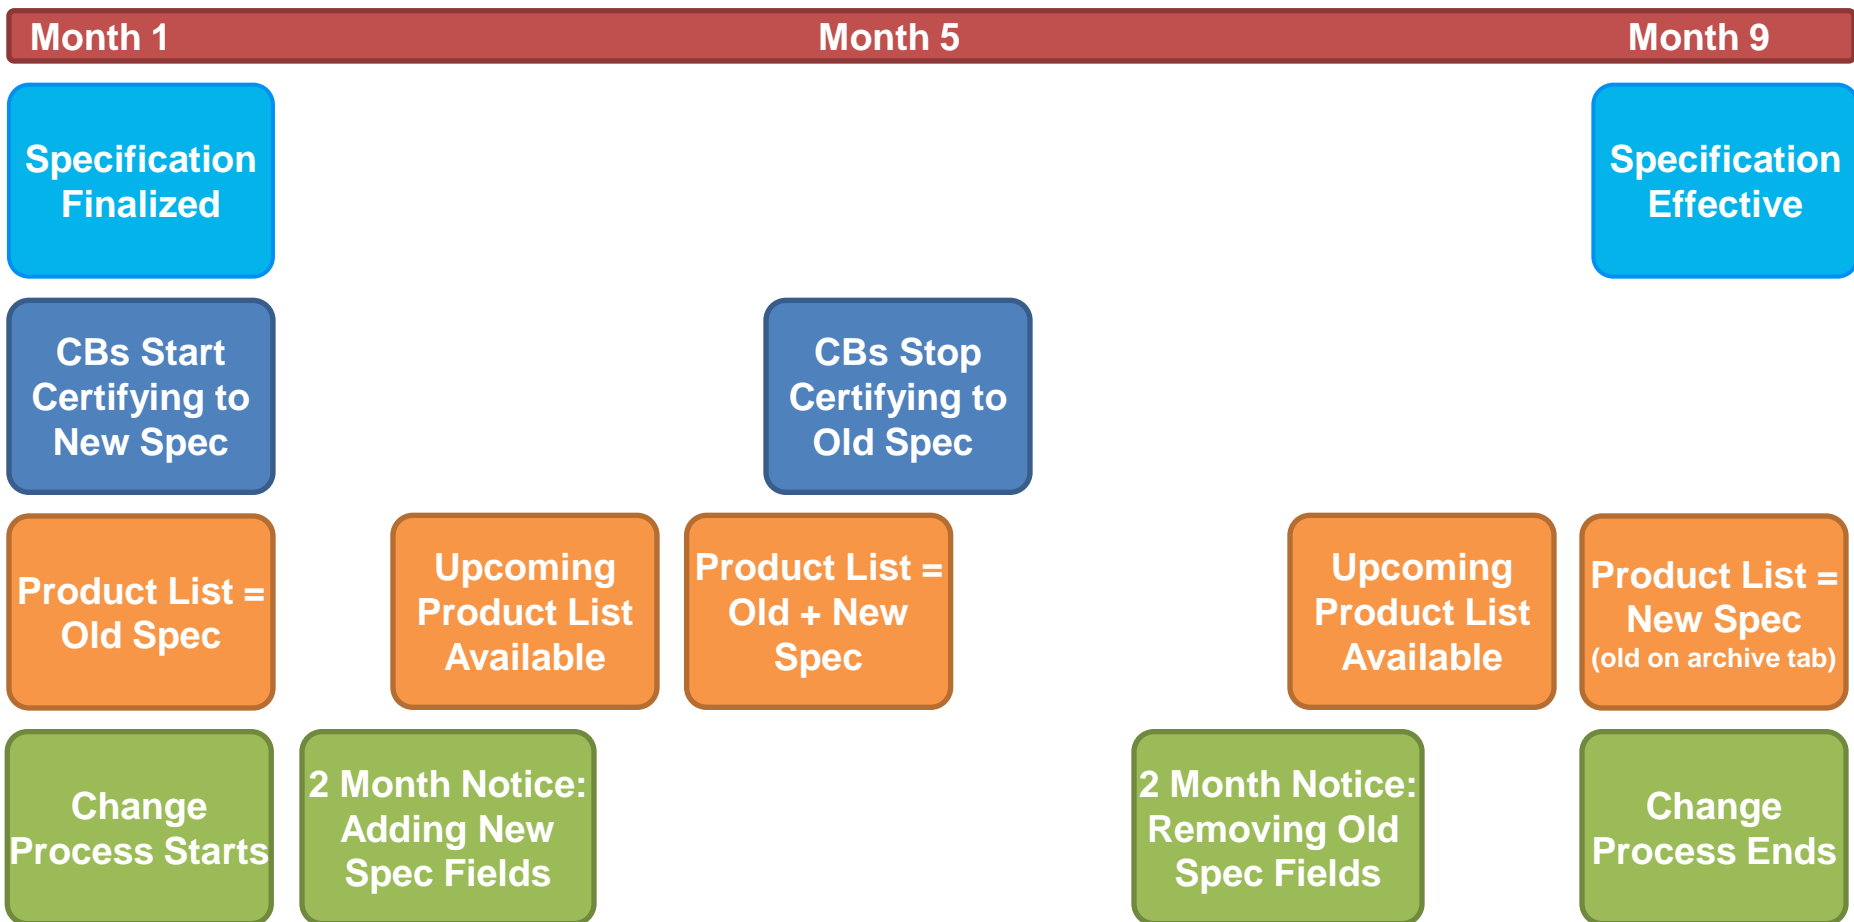 Month 1
Month 5
Month 9
Specification
Finalized
Specification
Effective
CBs Start
Certifying to
New Spec
CBs Stop
Certifying to
Old Spec
Product List =
Old Spec
Upcoming
Product List
Available
Product List =
Old + New
Spec
Upcoming
Product List
Available
Product List =
New Spec
(old on archive tab)
Change
Process Starts
2 Month Notice:
Adding New
Spec Fields
2 Month Notice:
Removing Old
Spec Fields
Change
Process Ends